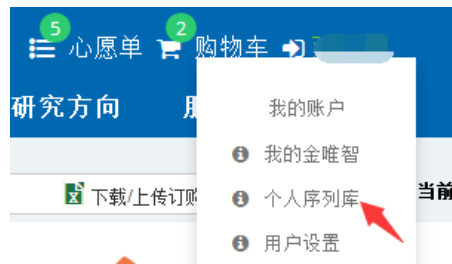 5 心愿单 2 购物车
研究方向
我的账户
我的金唯智
下载/上传订购 个人序列库 当前
用户设置